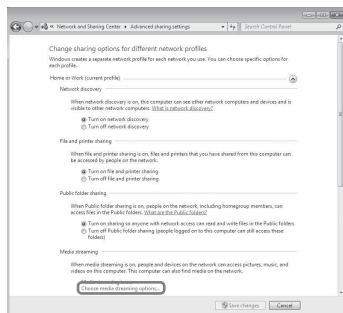 « Network and Sharing Center ▸ Advanced sharing settings
Search Control Panel
Change sharing options for different network profiles
Windows creates a separate network profile for each network you use. You can choose specific options for
each profile.
Home or Work (current profile)
Network discovery
When network discovery is on, this computer can see other network computers and devices and is
visible to other network computers. What is network discovery?
Turn on network discovery
Turn off network discovery
File and printer sharing
When file and printer sharing is on, files and printers that you have shared from this computer can
be accessed by people on the network.
Turn on file and printer sharing
Turn off file and printer sharing
Public folder sharing
When Public folder sharing is on, people on the network, including homegroup members, can
access files in the Public folders. What are the Public folders?
Turn on sharing so anyone with network access can read and write files in the Public folders
Turn off Public folder sharing (people logged on to this computer can still access these
folders)
Media streaming
When media streaming is on, people and devices on the network can access pictures, music, and
videos on this computer. This computer can also find media on the network.
Choose media streaming options...
Save changes
Cancel